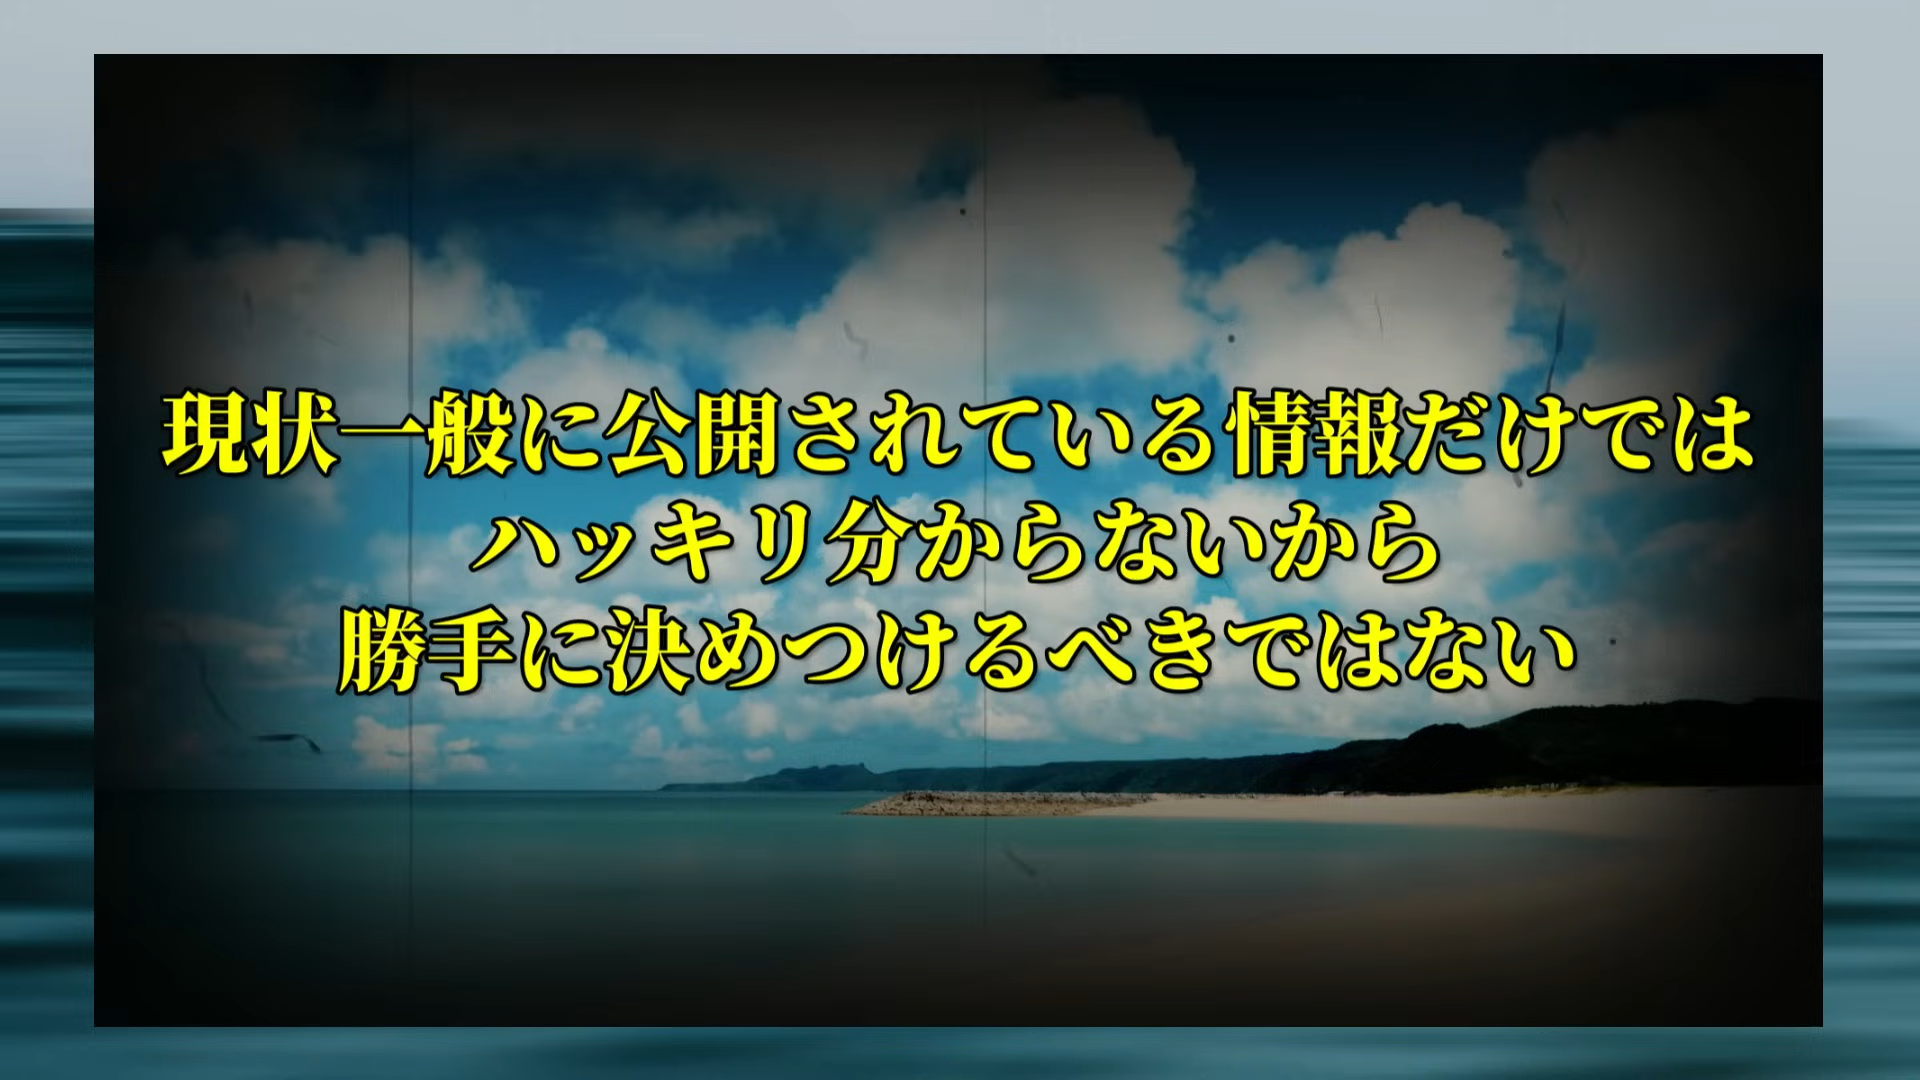 現状一般に公開されている情報だけでは
ハッキリ分からないから
勝手に決めつけるべきではない